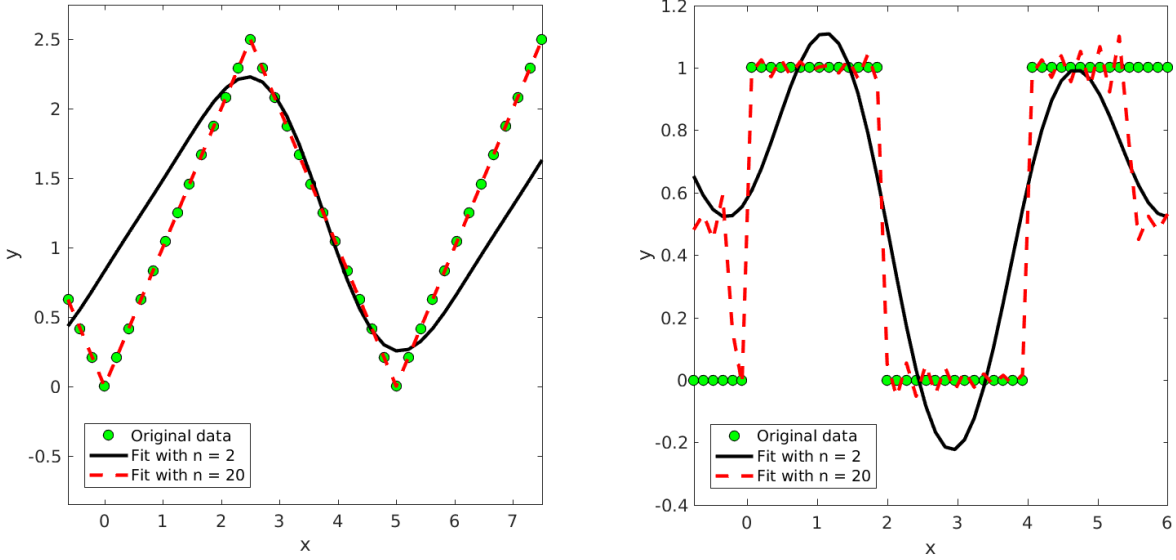 2.5
2
1.5
1
0.5
0
-0.5
y
Original data
Fit with n = 2
Fit with n = 20
0 1 2 3 4 5 6 7
x
1.2
1
0.8
0.6
0.4
0.2
0
-0.2
-0.4
y
Original data
Fit with n = 2
Fit with n = 20
0 1 2 3 4 5 6
x